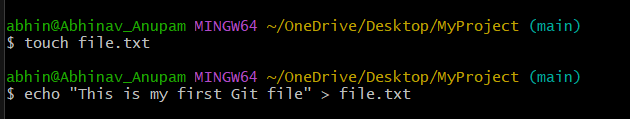 abhin@Abhinav_Anupam MINGW64 ~/OneDrive/Desktop/MyProject (main)
$ touch file.txt
abhin@Abhinav_Anupam MINGW64 ~/OneDrive/Desktop/MyProject (main)
$ echo "This is my first Git file" > file.txt